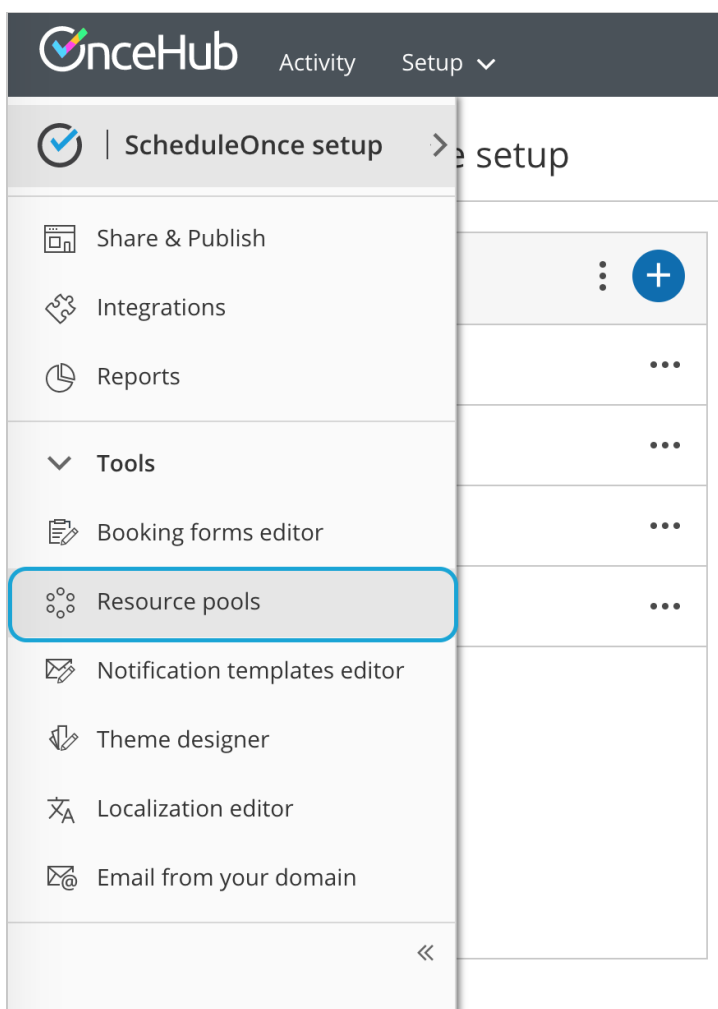 OnceHub Activity Setup
ScheduleOnce setup
e setup
Share & Publish
Integrations
Reports
Tools
Booking forms editor
Resource pools
Notification templates editor
Theme designer
Localization editor
Email from your domain